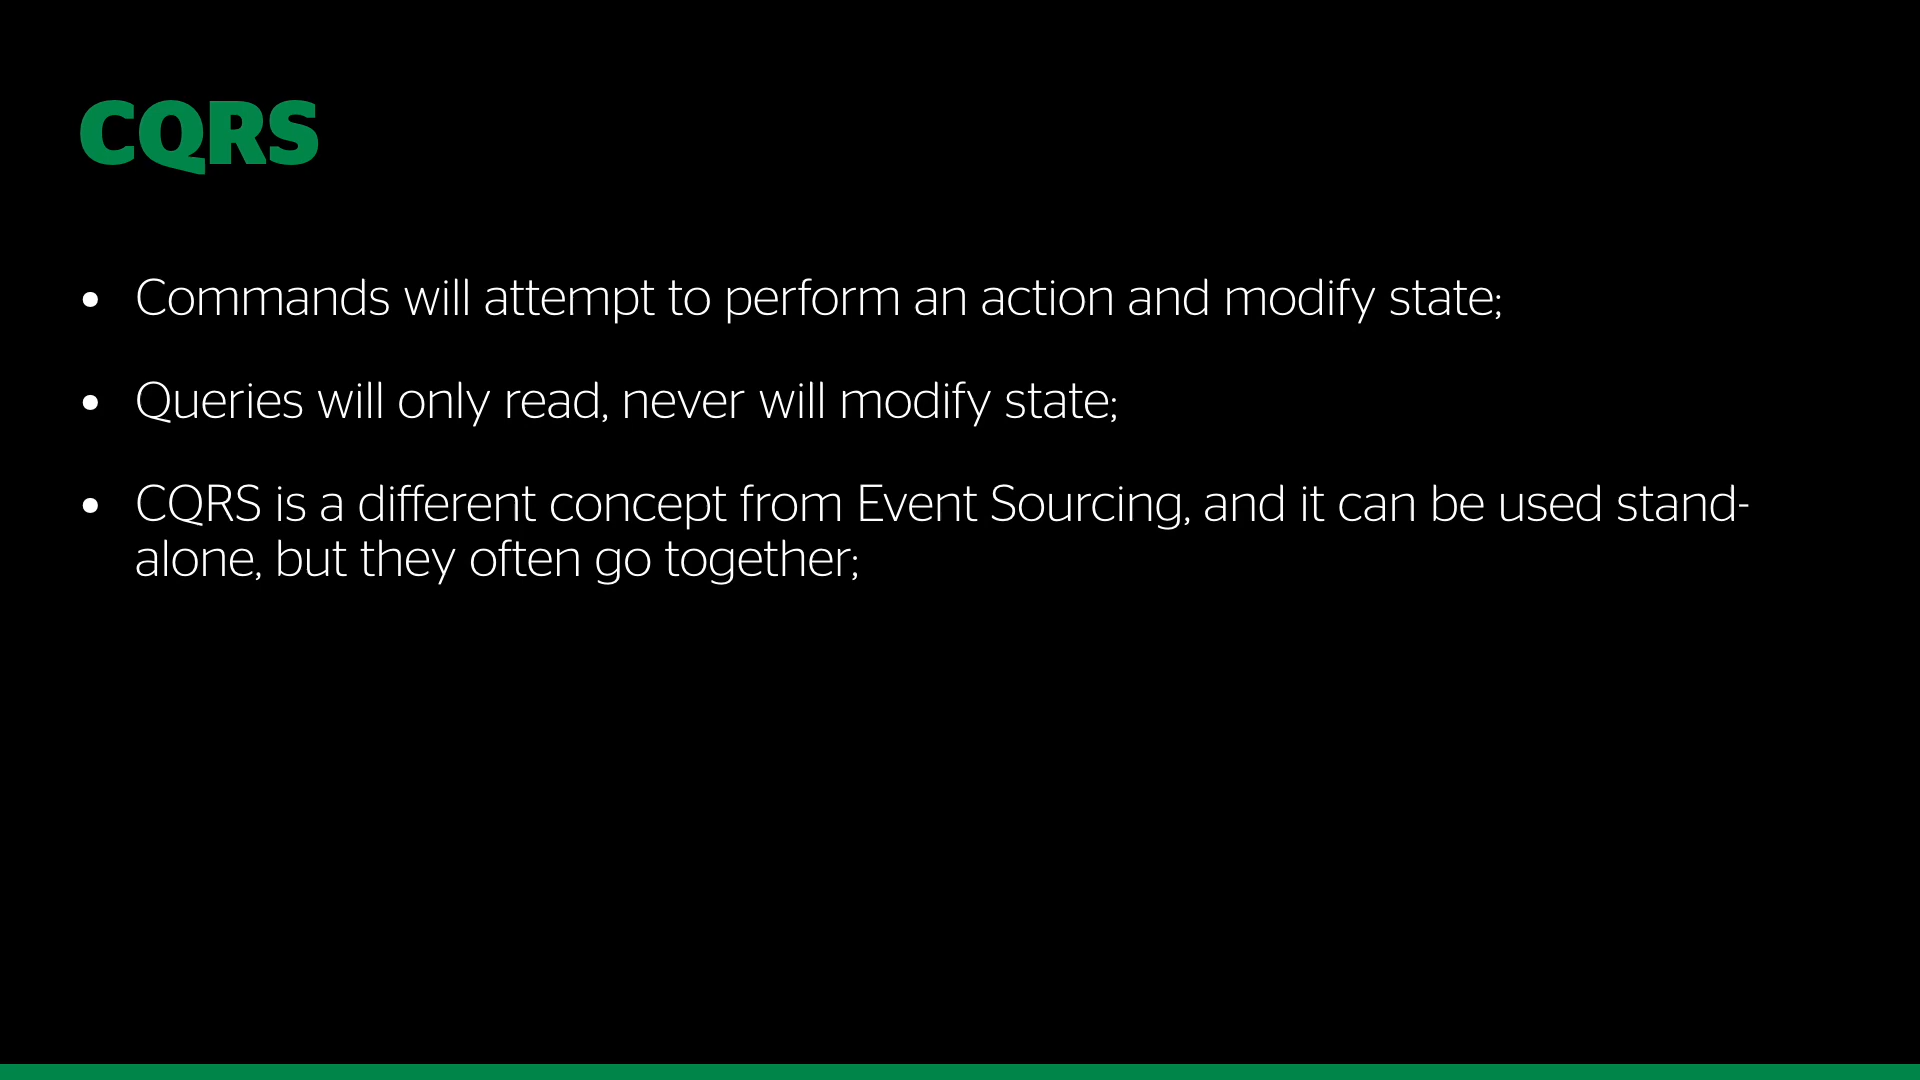 CQRS
• Commands will attempt to perform an action and modify state;
• Queries will only read, never will modify state;
• CQRS is a different concept from Event Sourcing, and it can be used stand-
alone, but they often go together;